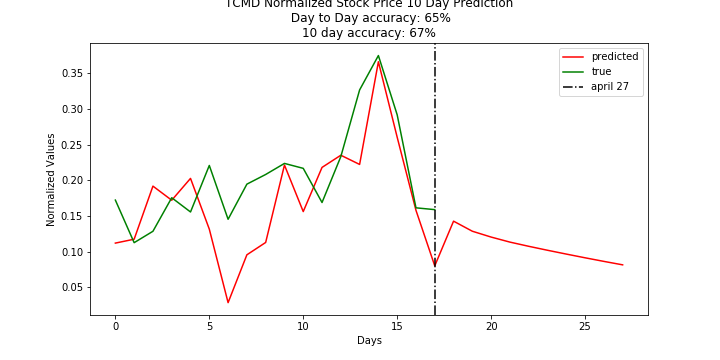 TCMD Normalized Stock Price 10 Day Prediction
Day to Day accuracy: 65%
10 day accuracy: 67%
predicted
true
april 27
Normalized Values
0.35
0.30
0.25
0.20
0.15
0.10
0.05
0
5
10
15
20
25
Days